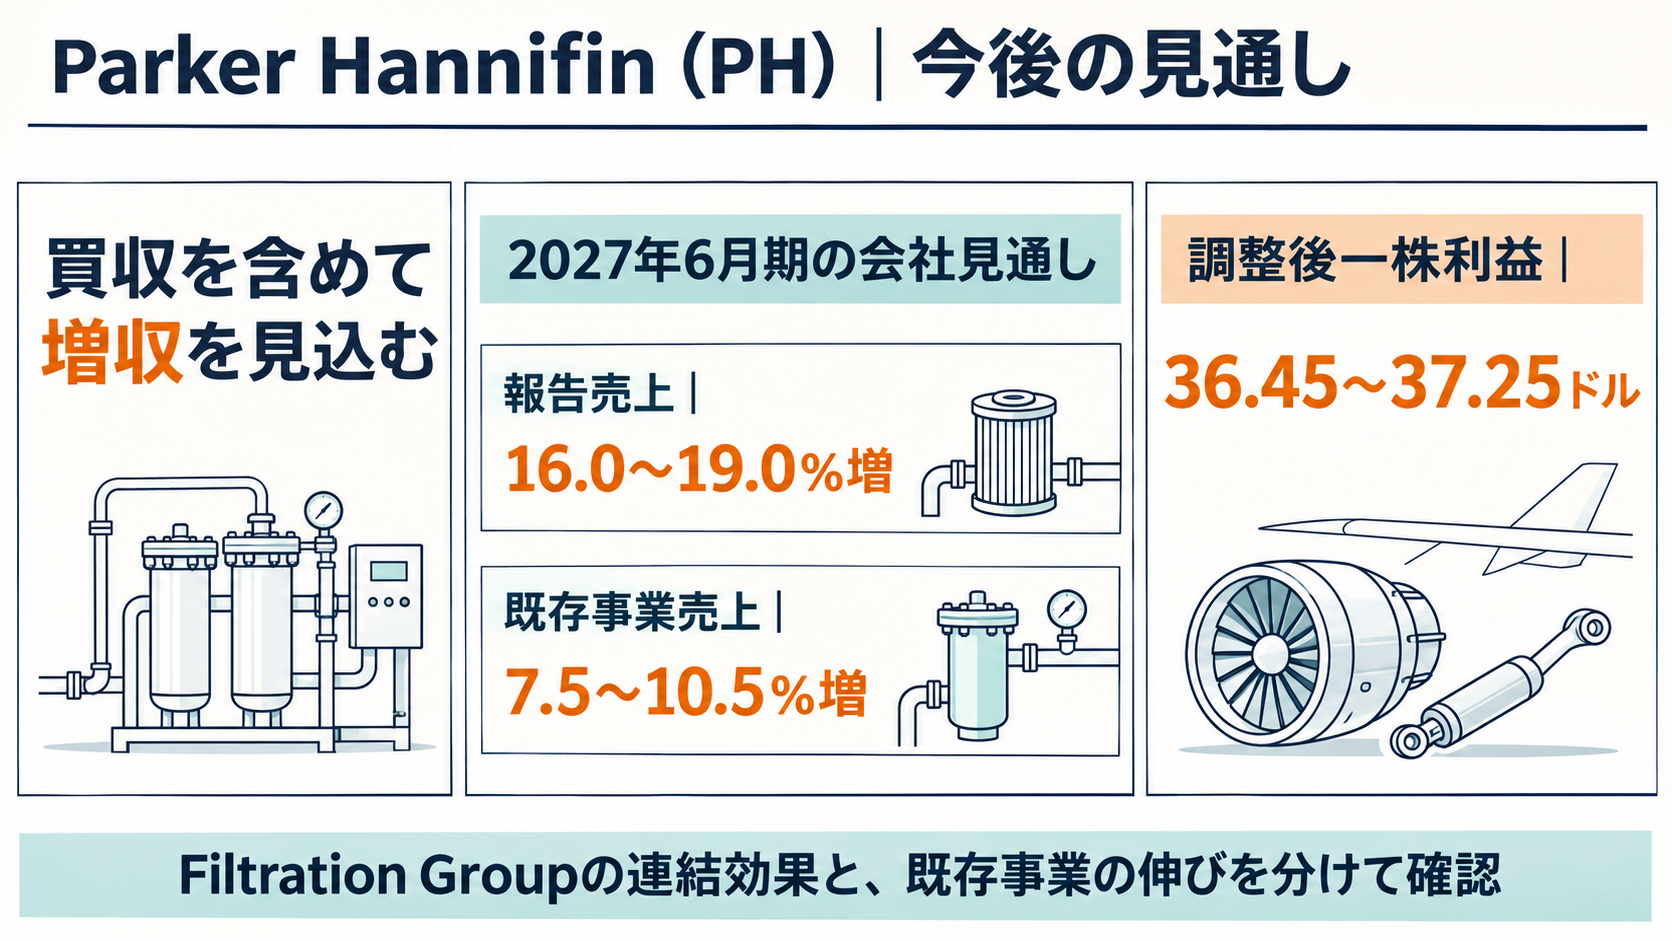 Parker Hannifin（PH）｜今後の見通し
買収を含めて
増収を見込む
2027年6月期の会社見通し
報告売上｜
16.0～19.0%増
既存事業売上｜
7.5～10.5%増
調整後一株利益｜
36.45～37.25ドル
Filtration Groupの連結効果と、既存事業の伸びを分けて確認